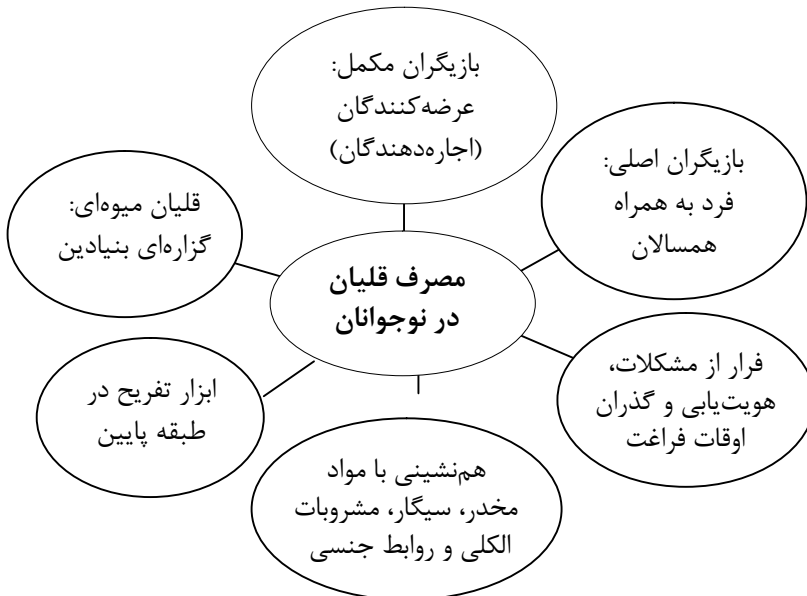 بازیگران مکمل:
عرضه‌کنندگان
(اجاره‌دهندگان)
بازیگران اصلی:
فرد به همراه
همسالان
قلیان میوه‌ای:
گزاره‌ای بنیادین
مصرف قلیان
در نوجوانان
فرار از مشکلات،
هویت‌یابی و گذران
اوقات فراغت
ابزار تفریح در
طبقه پایین
هم‌نشینی با مواد
مخدر، سیگار، مشروبات
الکلی و روابط جنسی